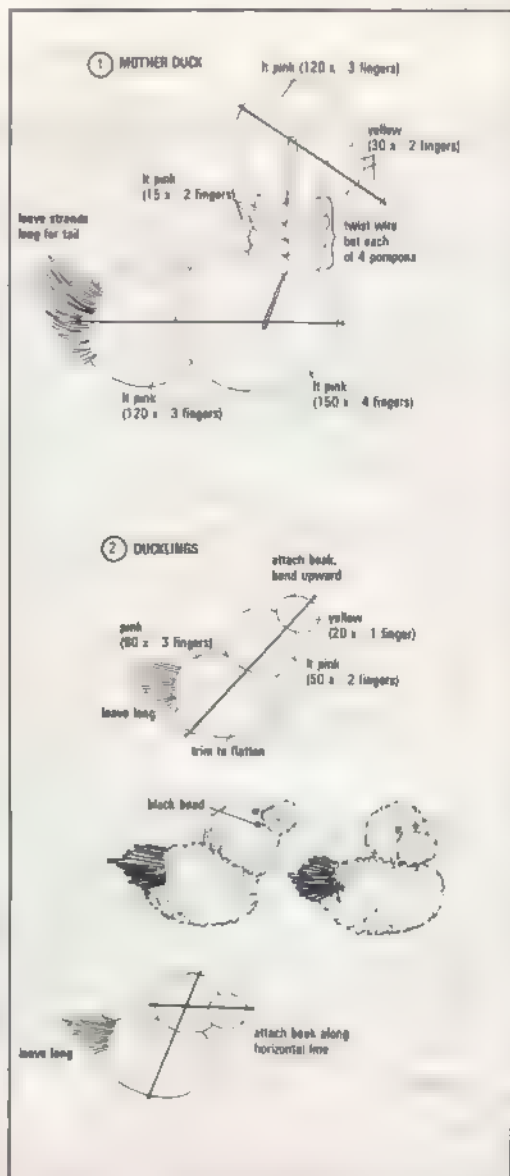 1 MOTHER DUCK
lt pink (120 x 3 fingers)
yellow
(30 x 2 fingers)
lt pink
(15 x 2 fingers)
leave strands
long for tail
twist wire
bet each
of 4 pompons
lt pink
(120 x 3 fingers)
lt pink
(150 x 4 fingers)
2 DUCKLINGS
attach beak,
bend upward
pink
(80 x 3 fingers)
yellow
(20 x 1 finger)
lt pink
(50 x 2 fingers)
leave long
trim to flatten
black bead
leave long
attach beak along
horizontal line